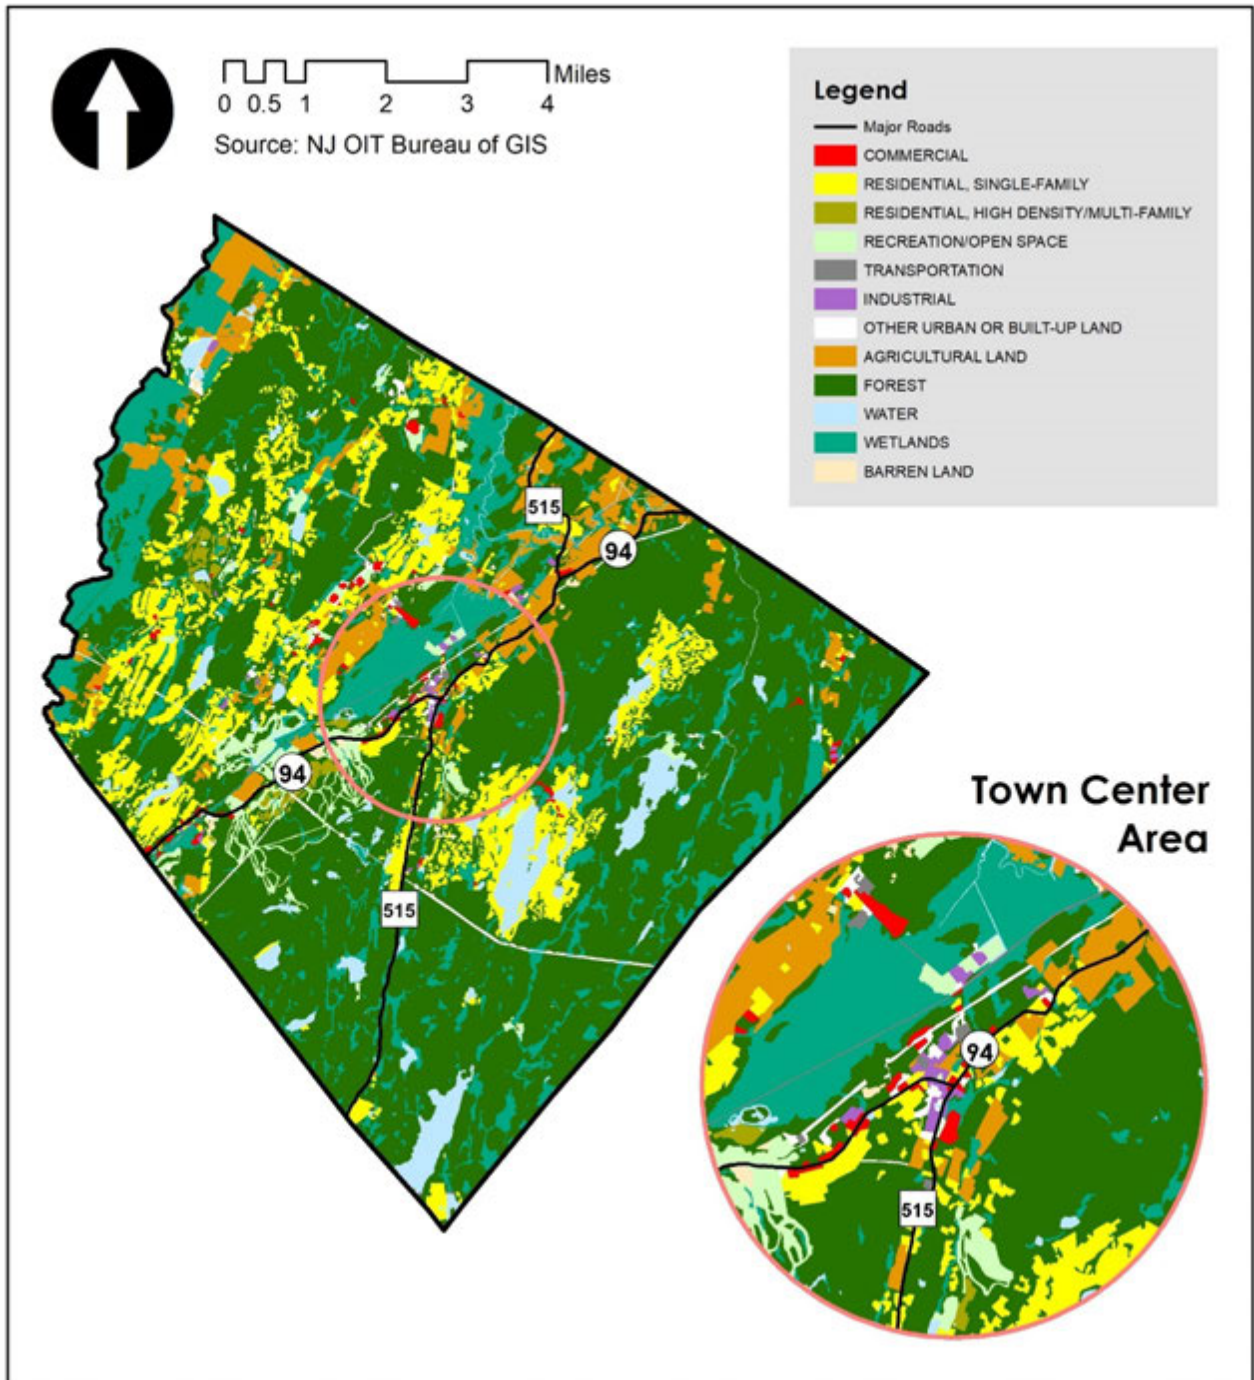 Miles
0 0.5 1 2 3 4
Source: NJ OIT Bureau of GIS
Legend
Major Roads
COMMERCIAL
RESIDENTIAL, SINGLE-FAMILY
RESIDENTIAL, HIGH DENSITY/MULTI-FAMILY
RECREATION/OPEN SPACE
TRANSPORTATION
INDUSTRIAL
OTHER URBAN OR BUILT-UP LAND
AGRICULTURAL LAND
FOREST
WATER
WETLANDS
BARREN LAND
515
94
94
515
Town Center
Area
94
515